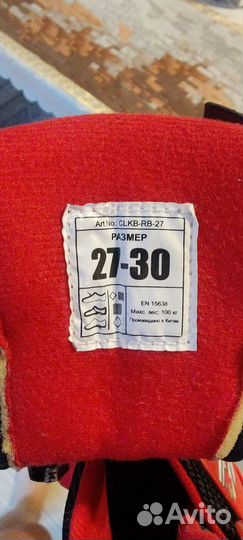 Art No: CLKB-RB-27
РАЗМЕР
27-30
EN 15638
Макс. вес: 100 кг
Произведено в Китае
Avito